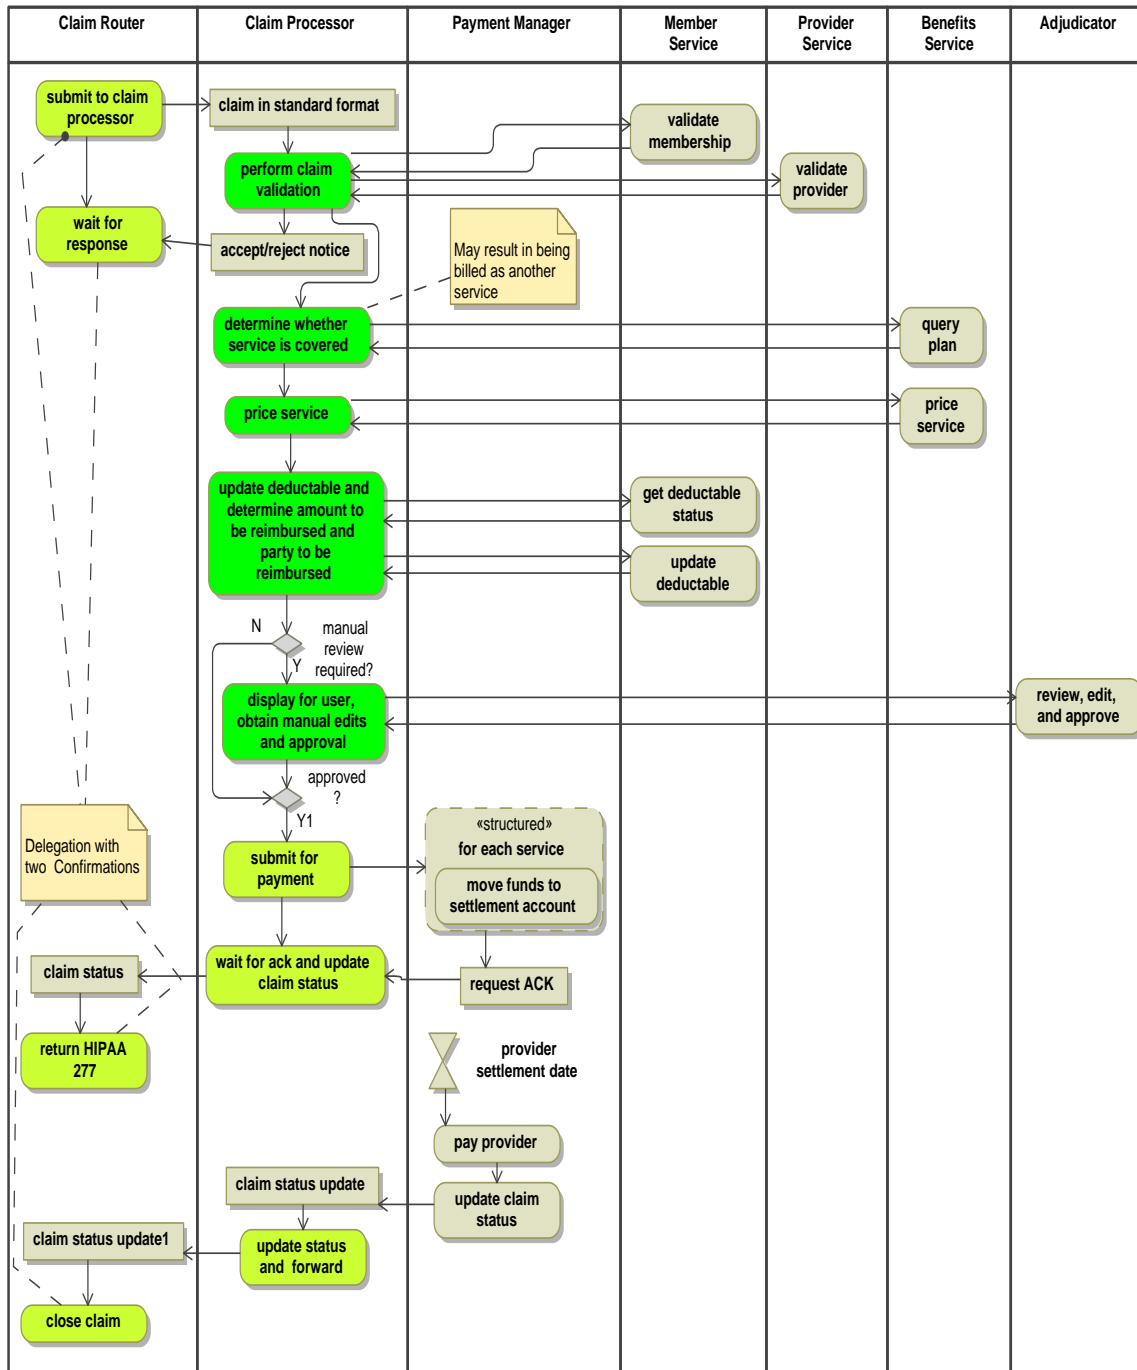 Claim Router
Claim Processor
Payment Manager
Member
Service
Provider
Service
Benefits
Service
Adjudicator
submit to claim
processor
claim in standard format
validate
membership
perform claim
validation
validate
provider
wait for
response
accept/reject notice
May result in being
billed as another
service
determine whether
service is covered
query
plan
price service
price
service
update deductable and
determine amount to
be reimbursed and
party to be
reimbursed
get deductable
status
update
deductable
N
manual
review
required?
Y
display for user,
obtain manual edits
and approval
review, edit,
and approve
approved
?
Y1
Delegation with
two Confirmations
«structured»
for each service
move funds to
settlement account
submit for
payment
claim status
wait for ack and update
claim status
request ACK
return HIPAA
277
provider
settlement date
pay provider
claim status update
update claim
status
claim status update1
update status
and forward
close claim